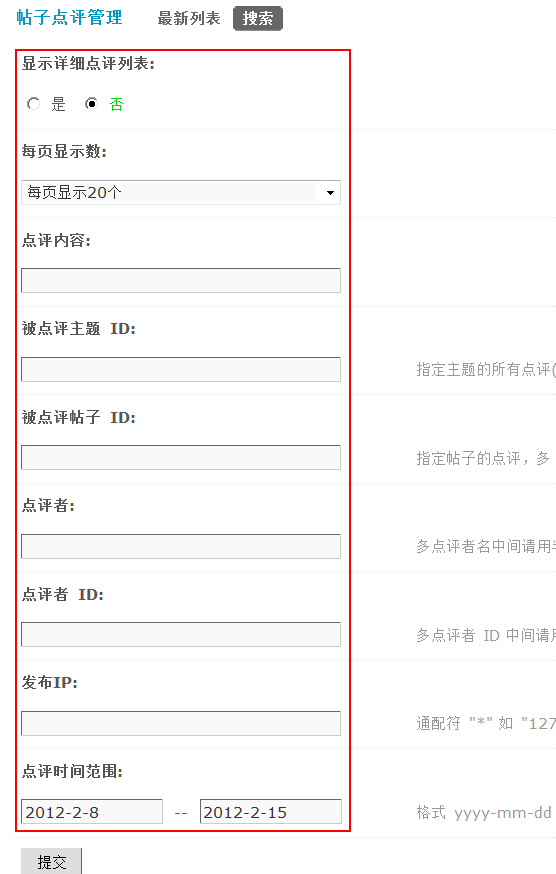 帖子点评管理 最新列表 搜索
显示详细点评列表:
是 否
每页显示数:
每页显示20个
点评内容:
被点评主题 ID:
指定主题的所有点评(
被点评帖子 ID:
指定帖子的点评，多
点评者:
多点评者名中间请用
点评者 ID:
多点评者 ID 中间请
发布IP:
通配符 "*" 如 "127
点评时间范围:
2012-2-8 -- 2012-2-15
格式 yyyy-mm-dd
提交